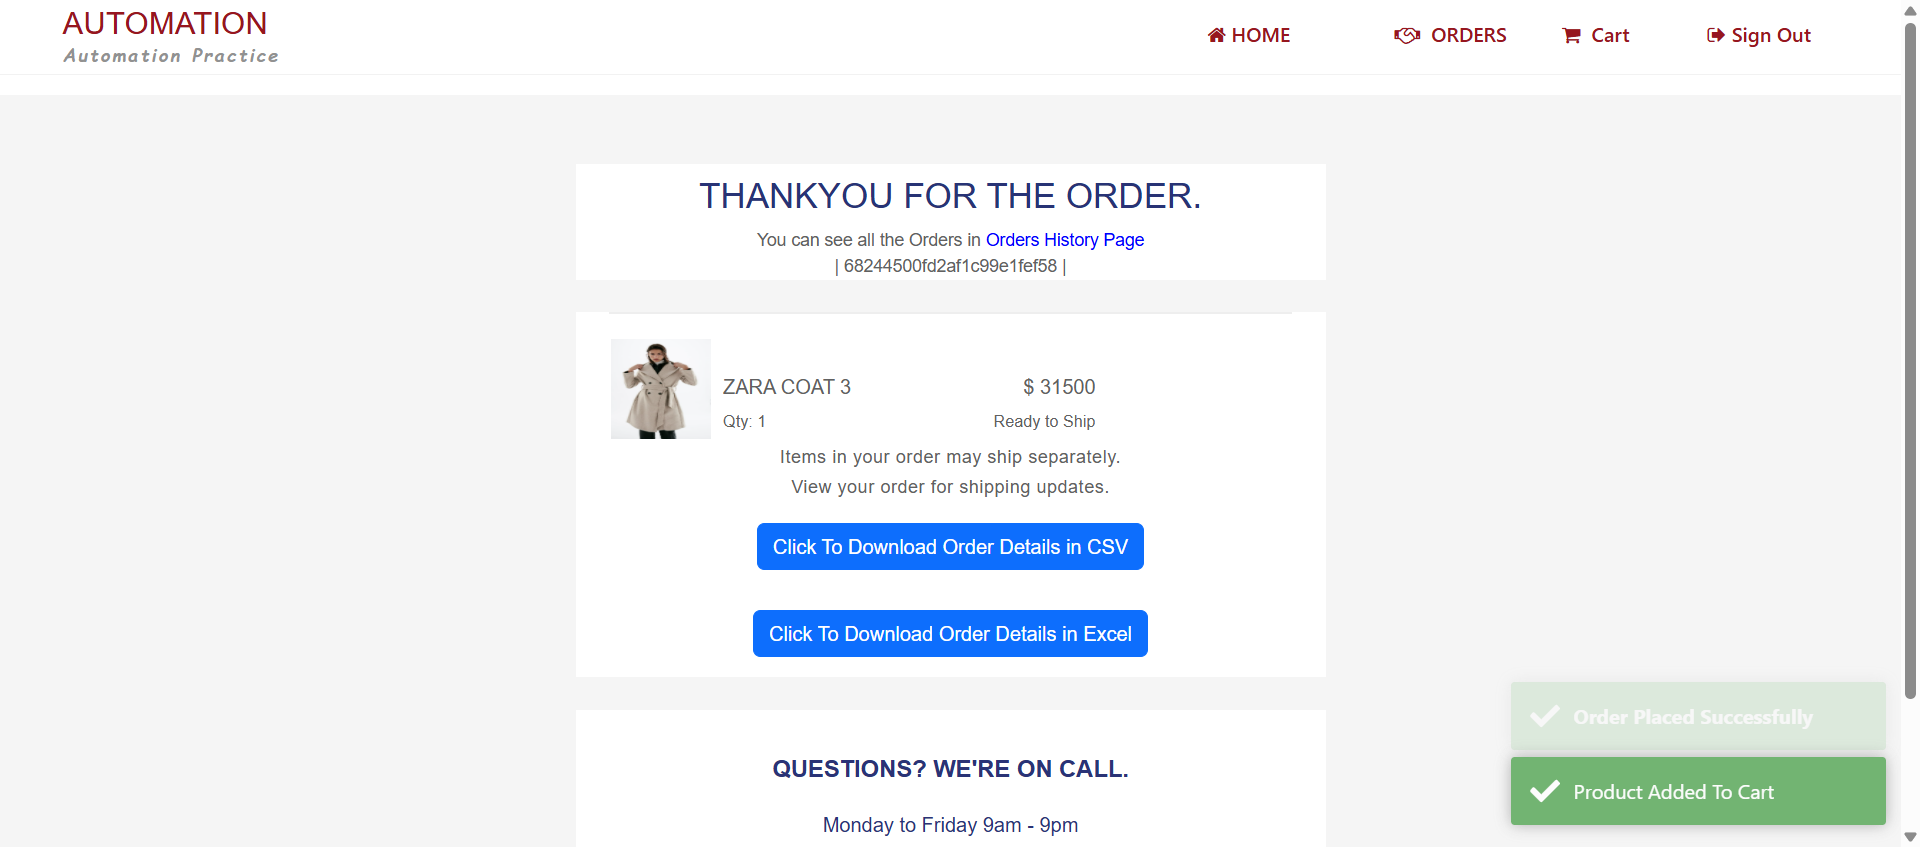 AUTOMATION
Automation Practice
HOME
ORDERS
Cart
Sign Out
THANKYOU FOR THE ORDER.
You can see all the Orders in Orders History Page
| 68244500fd2af1c99e1fef58 |
ZARA COAT 3
$ 31500
Qty: 1
Ready to Ship
Items in your order may ship separately.
View your order for shipping updates.
Click To Download Order Details in CSV
Click To Download Order Details in Excel
QUESTIONS? WE'RE ON CALL.
Monday to Friday 9am - 9pm
Order Placed Successfully
Product Added To Cart